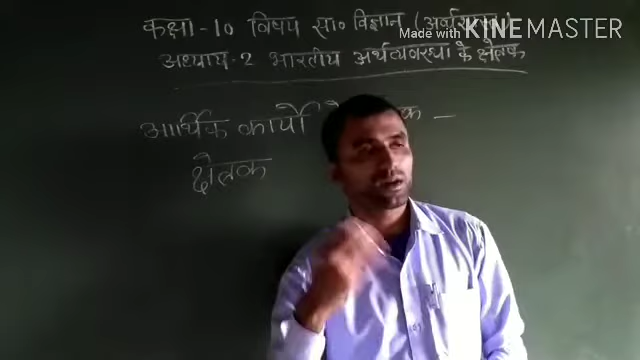 कक्षा-10 विषय सा० विज्ञान (अर्थशास्त्र)
Made with KINEMASTER
अध्याय-2 भारतीय अर्थव्यवस्था के क्षेत्रक
आर्थिक कार्यों के क –
क्षेत्रक